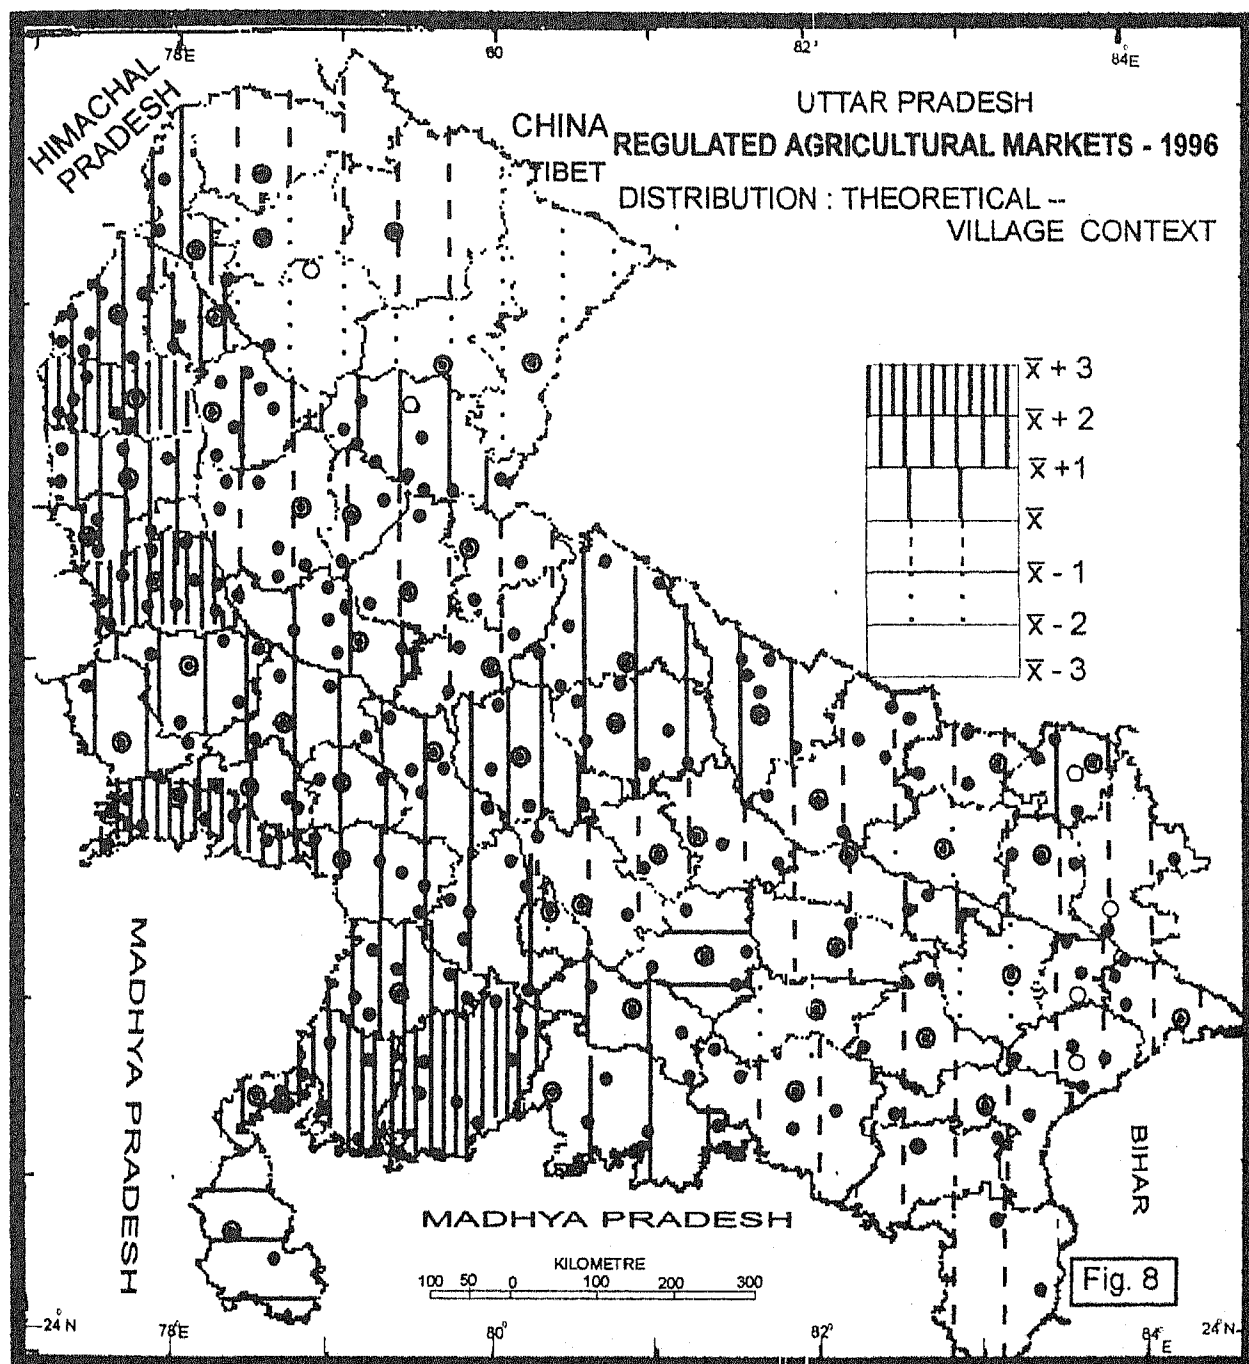 78°E
60
82°
84°E
HIMACHAL
PRADESH
CHINA
TIBET
UTTAR PRADESH
REGULATED AGRICULTURAL MARKETS - 1996
DISTRIBUTION : THEORETICAL –
VILLAGE CONTEXT
x̄ + 3
x̄ + 2
x̄ +1
x̄
x̄ - 1
x̄ - 2
x̄ - 3
MADHYA PRADESH
MADHYA PRADESH
BIHAR
KILOMETRE
100 50 0 100 200 300
Fig. 8
24°N
78°E
80°
82°
84°E
24°N